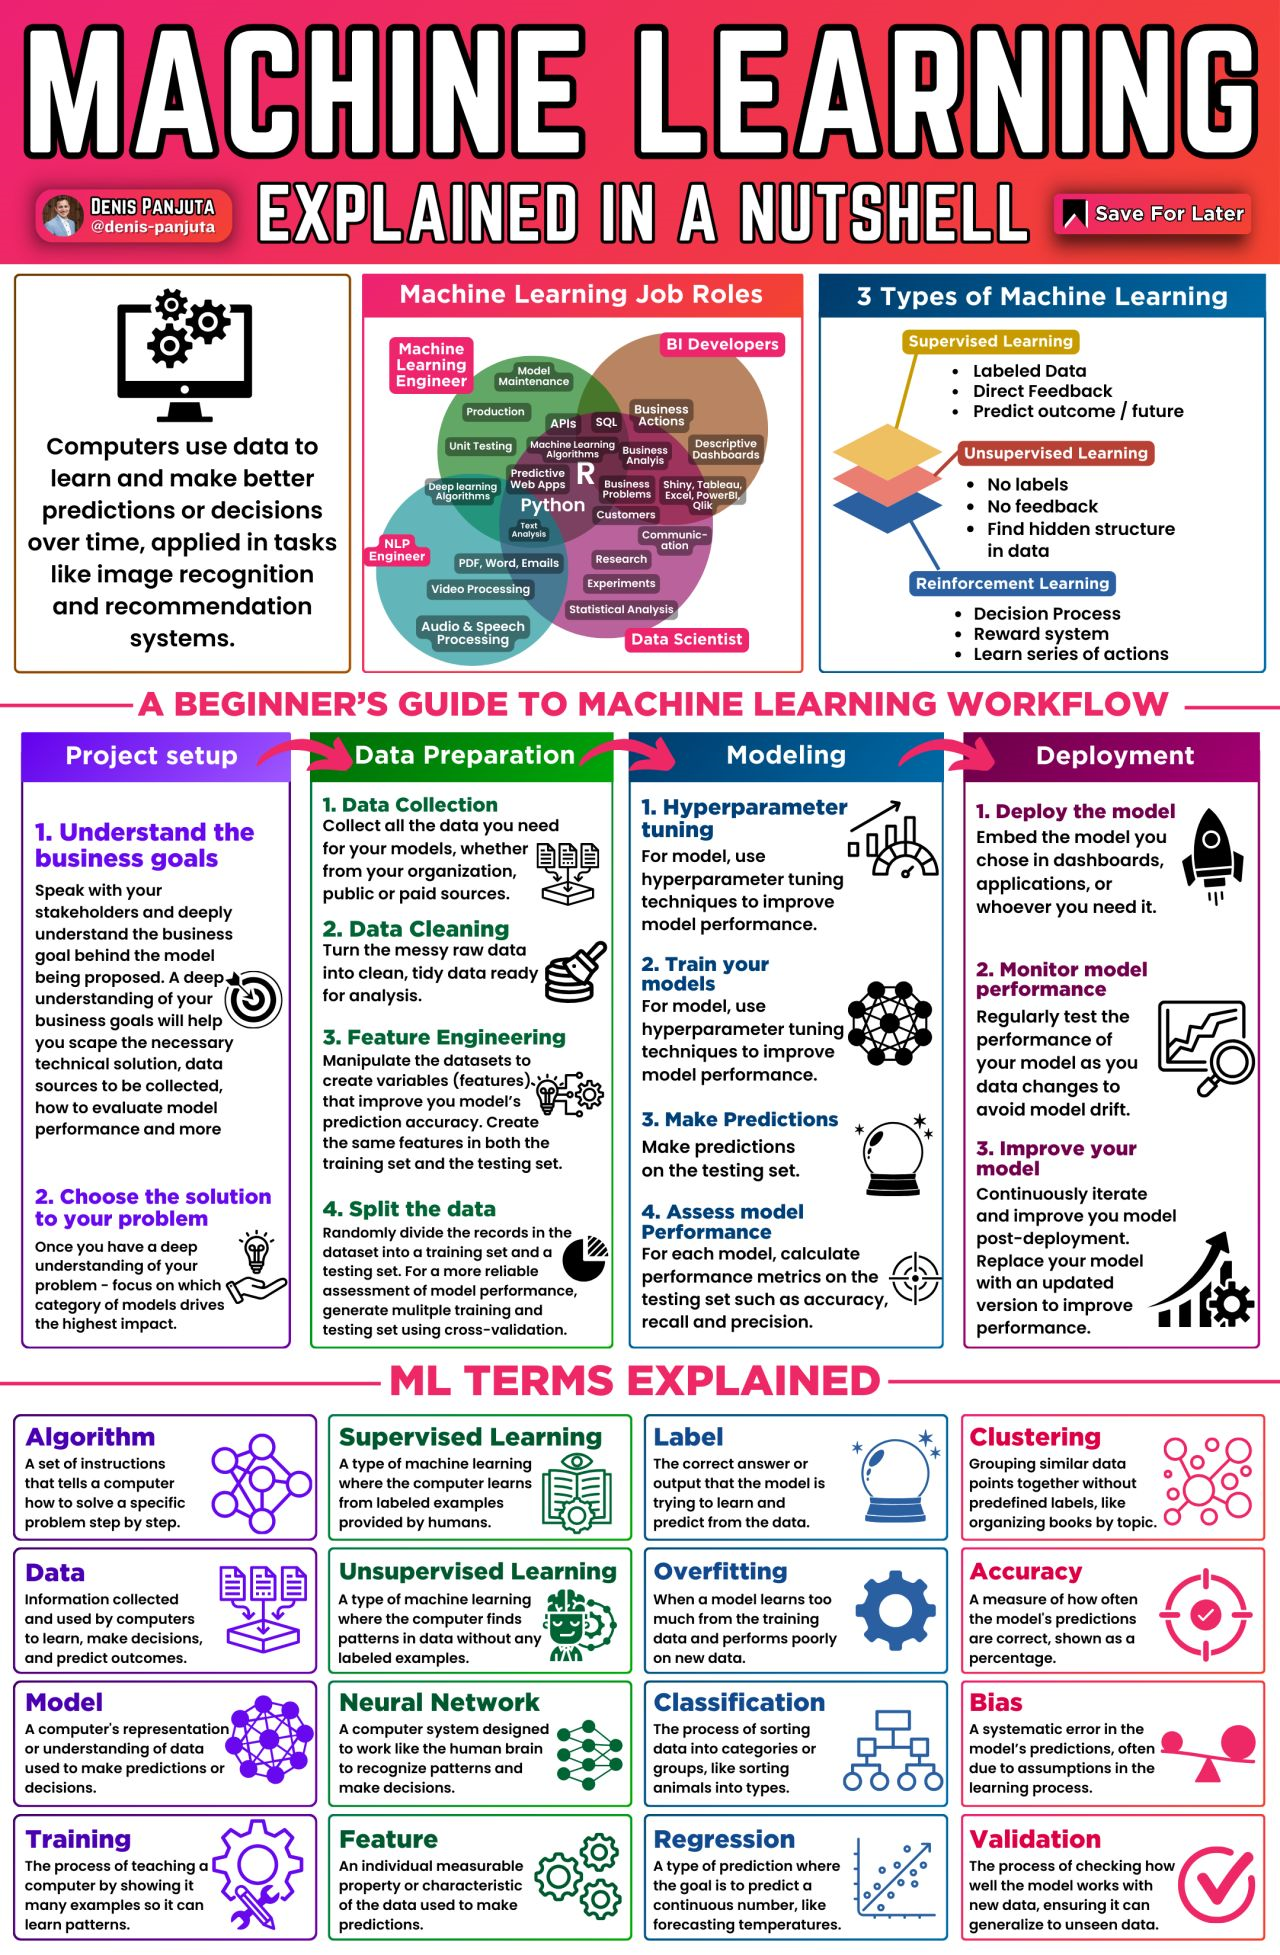 MACHINE LEARNING
DENIS PANJUTA
@denis-panjuta
EXPLAINED IN A NUTSHELL
Save For Later
Computers use data to
learn and make better
predictions or decisions
over time, applied in tasks
like image recognition
and recommendation
systems.
Machine Learning Job Roles
Machine
Learning
Engineer
BI Developers
Model
Maintenance
Production
APIs
SQL
Business
Actions
Unit Testing
Machine Learning
Algorithms
Business
Analyis
Descriptive
Dashboards
Predictive
Web Apps
R
Deep learning
Algorithms
Business
Problems
Shiny, Tableau,
Excel, PowerBI,
Qlik
Python
Customers
Text
Analysis
Communic-
ation
NLP
Engineer
PDF, Word, Emails
Research
Video Processing
Experiments
Statistical Analysis
Audio & Speech
Processing
Data Scientist
3 Types of Machine Learning
Supervised Learning
• Labeled Data
• Direct Feedback
• Predict outcome / future
Unsupervised Learning
• No labels
• No feedback
• Find hidden structure
in data
Reinforcement Learning
• Decision Process
• Reward system
• Learn series of actions
A BEGINNER'S GUIDE TO MACHINE LEARNING WORKFLOW
Project setup
1. Understand the
business goals
Speak with your
stakeholders and deeply
understand the business
goal behind the model
being proposed. A deep
understanding of your
business goals will help
you scape the necessary
technical solution, data
sources to be collected,
how to evaluate model
performance and more
2. Choose the solution
to your problem
Once you have a deep
understanding of your
problem - focus on which
category of models drives
the highest impact.
Data Preparation
1. Data Collection
Collect all the data you need
for your models, whether
from your organization,
public or paid sources.
2. Data Cleaning
Turn the messy raw data
into clean, tidy data ready
for analysis.
3. Feature Engineering
Manipulate the datasets to
create variables (features)
that improve you model's
prediction accuracy. Create
the same features in both the
training set and the testing set.
4. Split the data
Randomly divide the records in the
dataset into a training set and a
testing set. For a more reliable
assessment of model performance,
generate mulitple training and
testing set using cross-validation.
Modeling
1. Hyperparameter
tuning
For model, use
hyperparameter tuning
techniques to improve
model performance.
2. Train your
models
For model, use
hyperparameter tuning
techniques to improve
model performance.
3. Make Predictions
Make predictions
on the testing set.
4. Assess model
Performance
For each model, calculate
performance metrics on the
testing set such as accuracy,
recall and precision.
Deployment
1. Deploy the model
Embed the model you
chose in dashboards,
applications, or
whoever you need it.
2. Monitor model
performance
Regularly test the
performance of
your model as you
data changes to
avoid model drift.
3. Improve your
model
Continuously iterate
and improve you model
post-deployment.
Replace your model
with an updated
version to improve
performance.
ML TERMS EXPLAINED
Algorithm
A set of instructions
that tells a computer
how to solve a specific
problem step by step.
Supervised Learning
A type of machine learning
where the computer learns
from labeled examples
provided by humans.
Label
The correct answer or
output that the model is
trying to learn and
predict from the data.
Clustering
Grouping similar data
points together without
predefined labels, like
organizing books by topic.
Data
Information collected
and used by computers
to learn, make decisions,
and predict outcomes.
Unsupervised Learning
A type of machine learning
where the computer finds
patterns in data without any
labeled examples.
Overfitting
When a model learns too
much from the training
data and performs poorly
on new data.
Accuracy
A measure of how often
the model's predictions
are correct, shown as a
percentage.
Model
A computer's representation
or understanding of data
used to make predictions or
decisions.
Neural Network
A computer system designed
to work like the human brain
to recognize patterns and
make decisions.
Classification
The process of sorting
data into categories or
groups, like sorting
animals into types.
Bias
A systematic error in the
model's predictions, often
due to assumptions in the
learning process.
Training
The process of teaching a
computer by showing it
many examples so it can
learn patterns.
Feature
An individual measurable
property or characteristic
of the data used to make
predictions.
Regression
A type of prediction where
the goal is to predict a
continuous number, like
forecasting temperatures.
Validation
The process of checking how
well the model works with
new data, ensuring it can
generalize to unseen data.